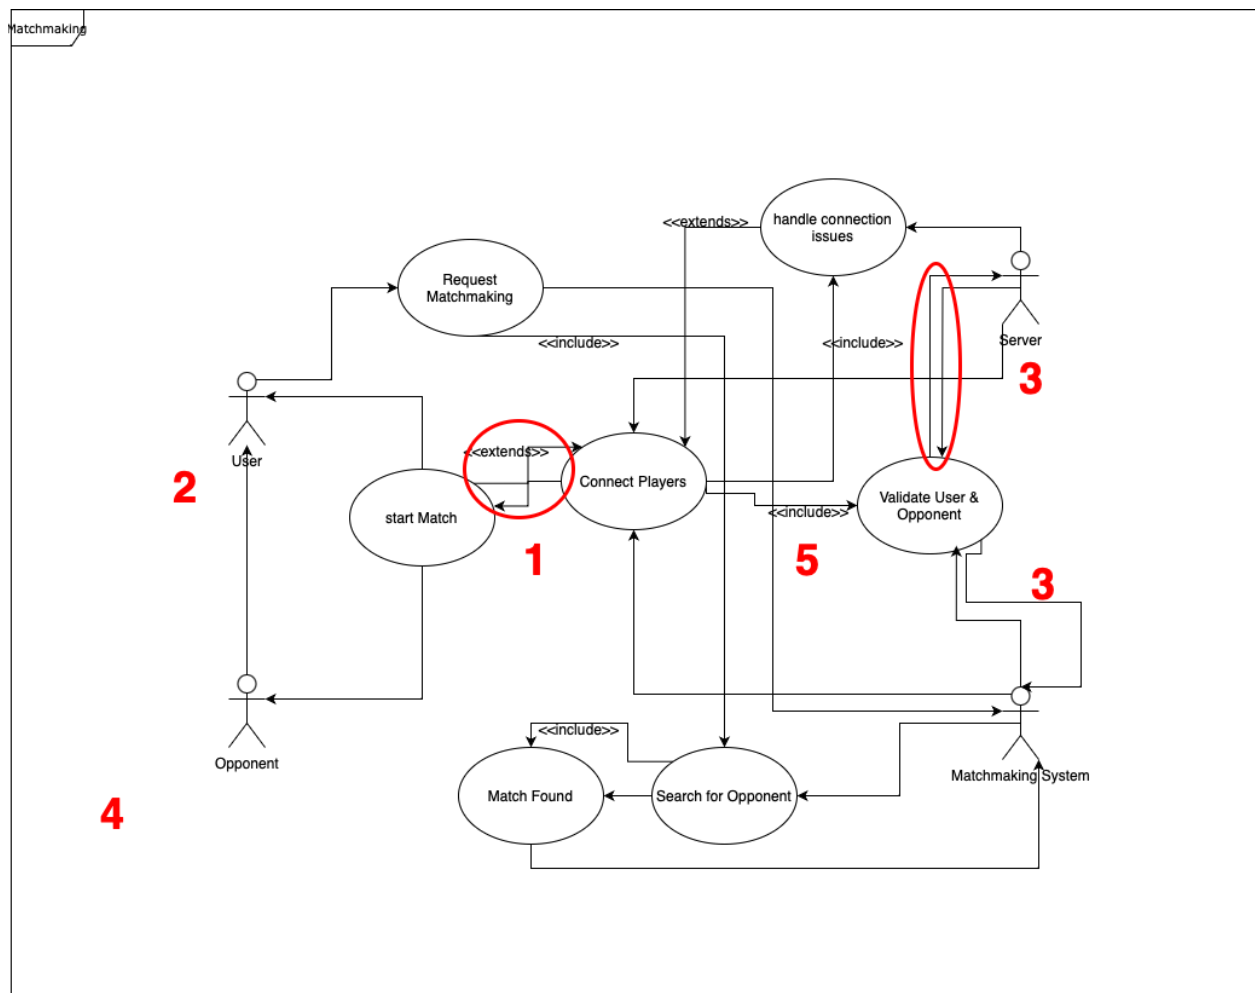 Matchmaking
handle connection
issues
<<extends>>
Request
Matchmaking
<<include>>
<<include>>
Server
3
User
2
<<extends>>
Connect Players
start Match
1
<<include>>
5
Validate User &
Opponent
3
Opponent
4
<<include>>
Match Found
Search for Opponent
Matchmaking System